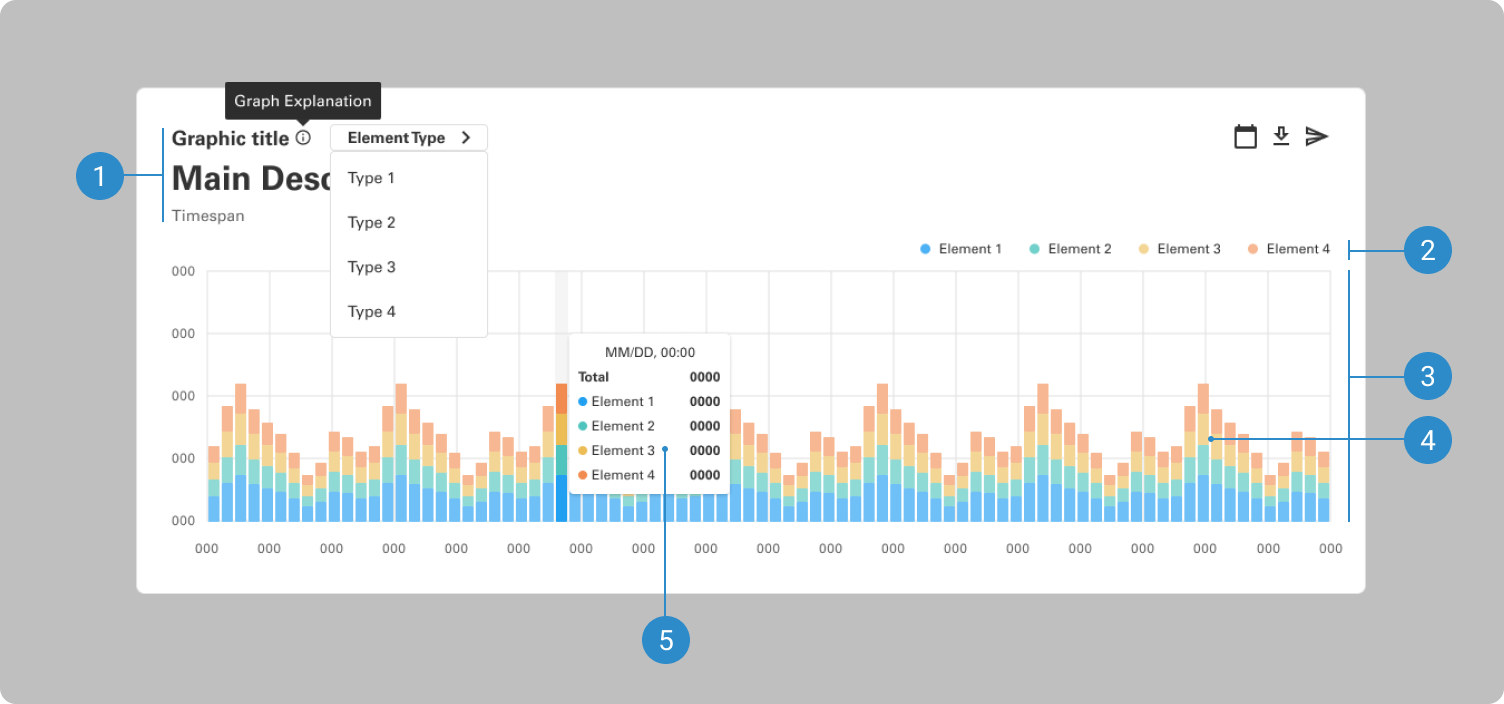 Graph Explanation
Graphic title
Element Type
1
Main Desc
Type 1
Timespan
Type 2
Element 1 Element 2 Element 3 Element 4
2
Type 3
000
Type 4
000
MM/DD, 00:00
Total 0000
3
000
Element 1 0000
Element 2 0000
4
000
Element 3 0000
Element 4 0000
000
000 000 000 000 000 000 000 000 000 000 000 000 000 000 000 000 000 000 000
5